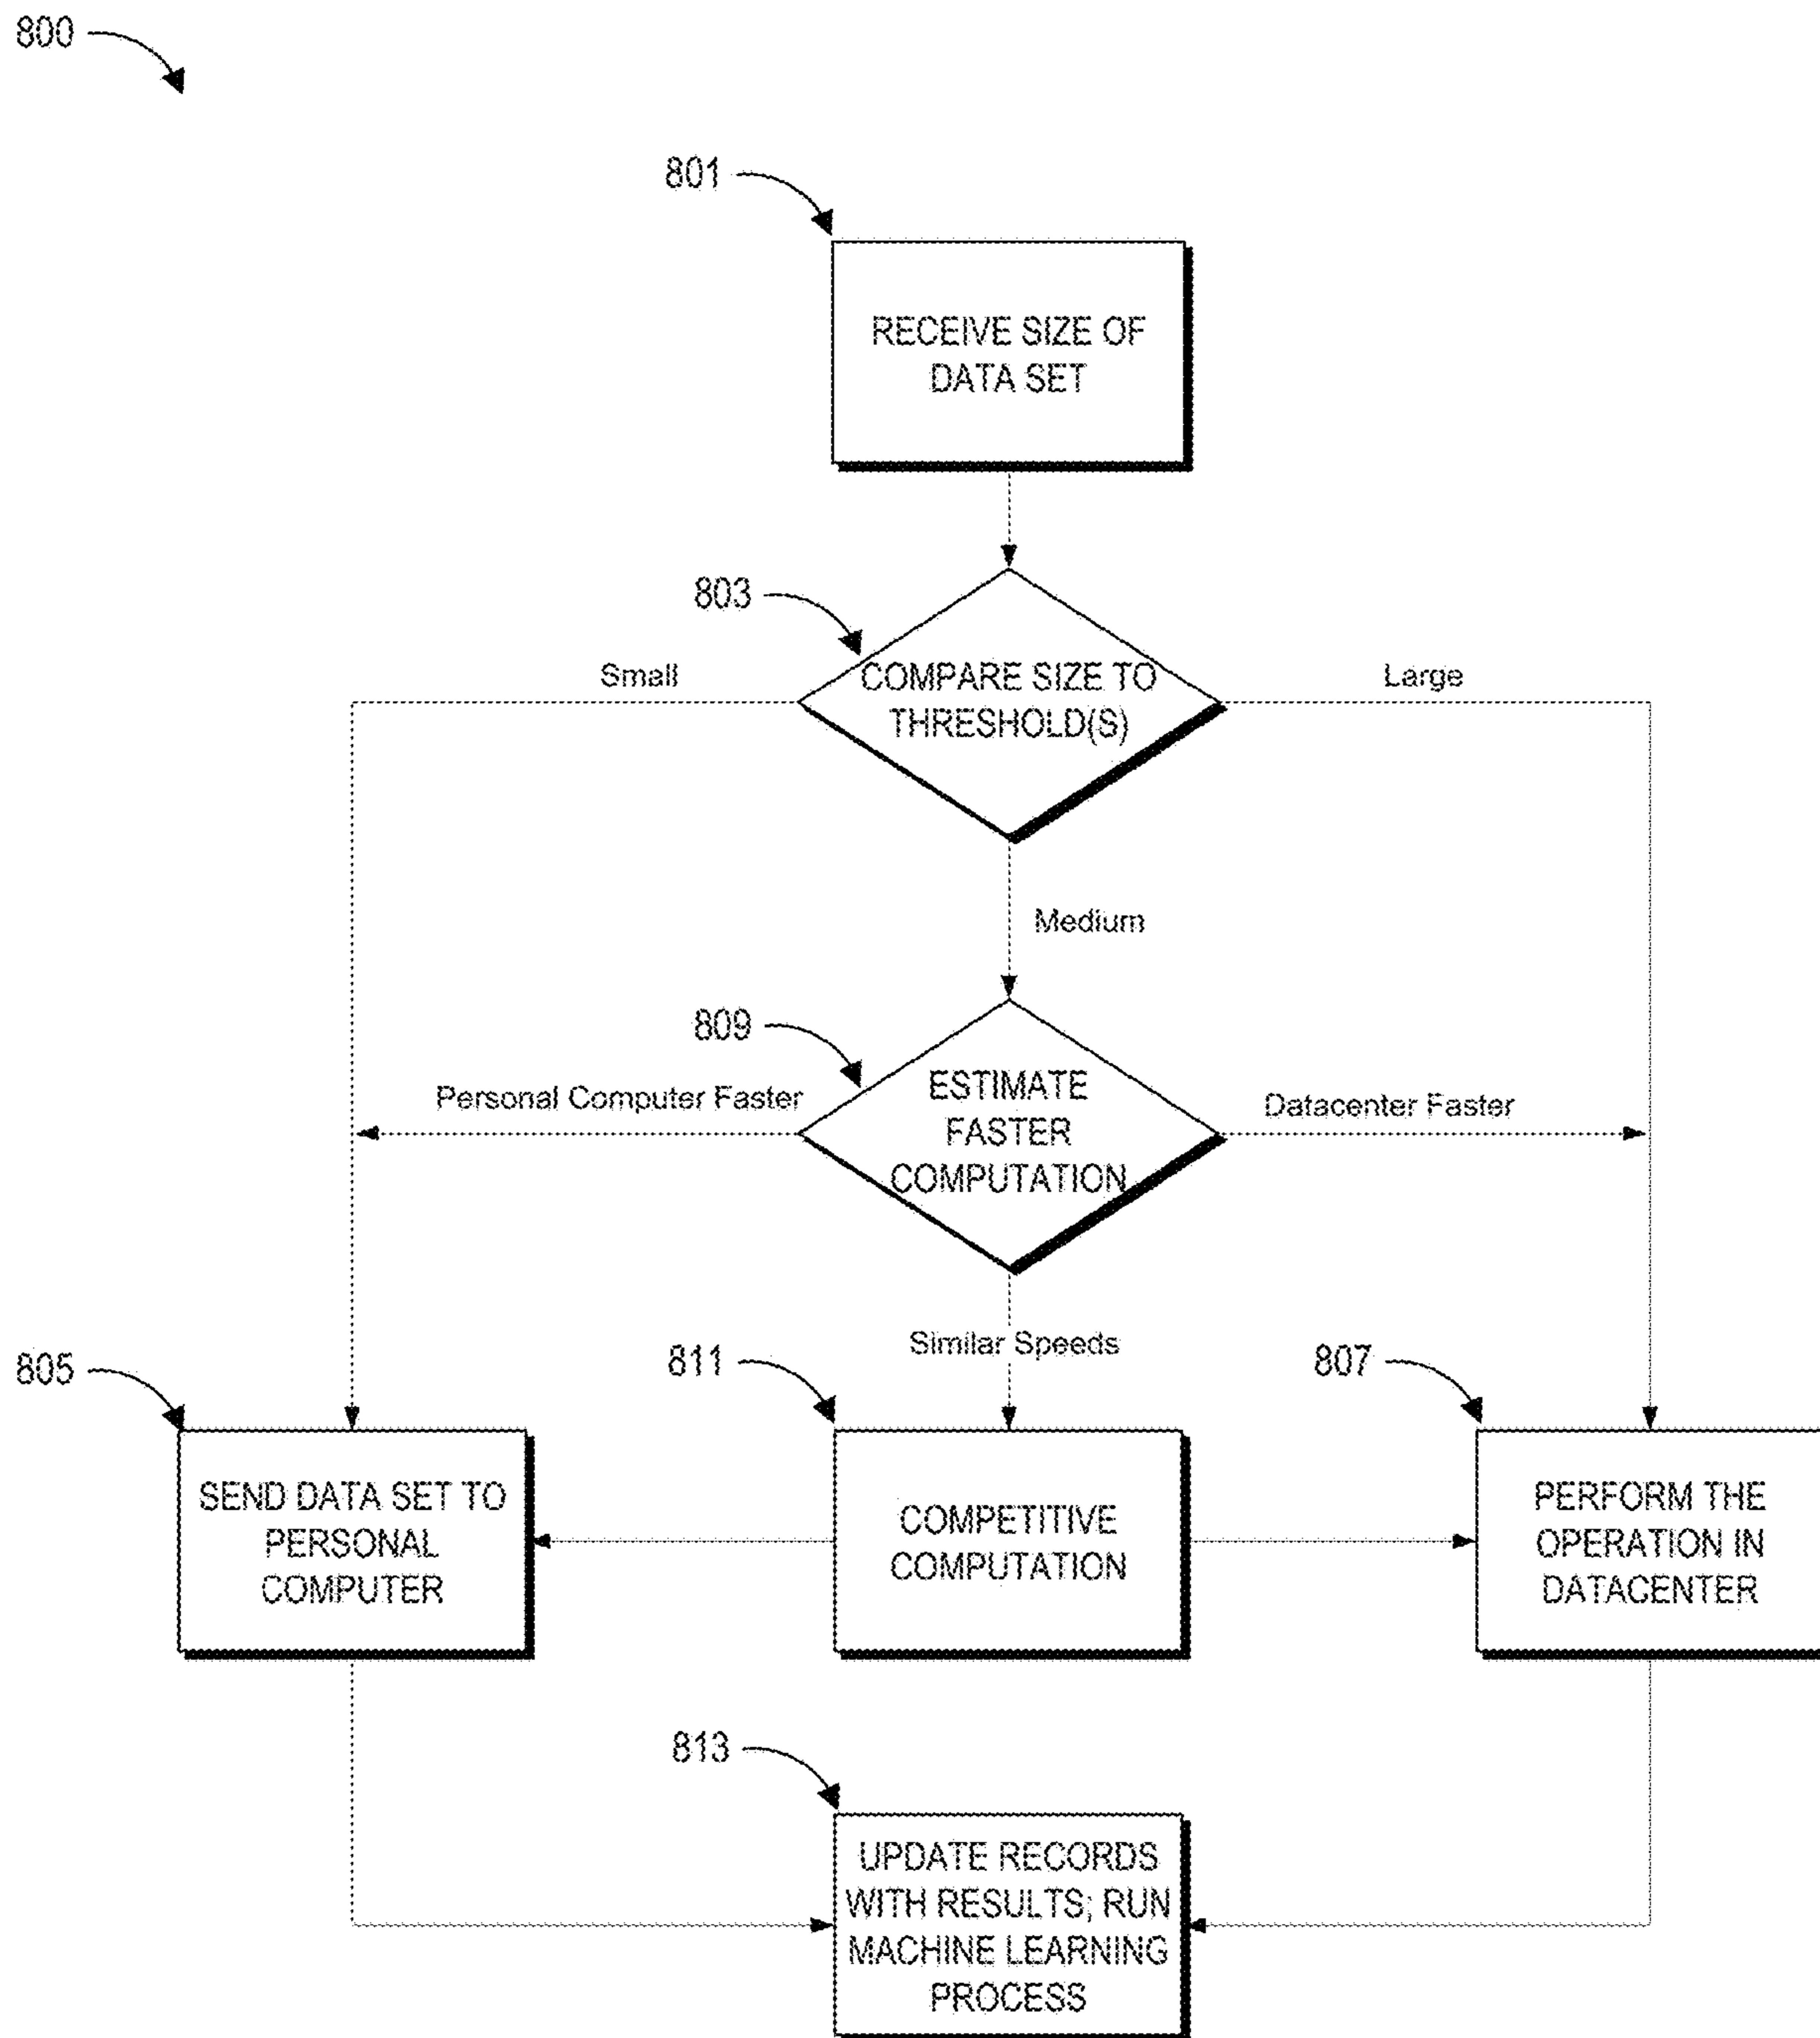 800
801
RECEIVE SIZE OF
DATA SET
803
COMPARE SIZE TO
THRESHOLD(S)
Small
Large
Medium
809
ESTIMATE
FASTER
COMPUTATION
Personal Computer Faster
Datacenter Faster
Similar Speeds
805
SEND DATA SET TO
PERSONAL
COMPUTER
811
COMPETITIVE
COMPUTATION
807
PERFORM THE
OPERATION IN
DATACENTER
813
UPDATE RECORDS
WITH RESULTS; RUN
MACHINE LEARNING
PROCESS